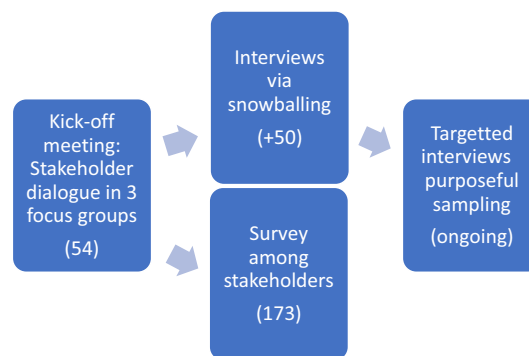 Kick-off
meeting:
Stakeholder
dialogue in 3
focus groups
(54)
Interviews
via
snowballing
(+50)
Survey
among
stakeholders
(173)
Targetted
interviews
purposeful
sampling
(ongoing)